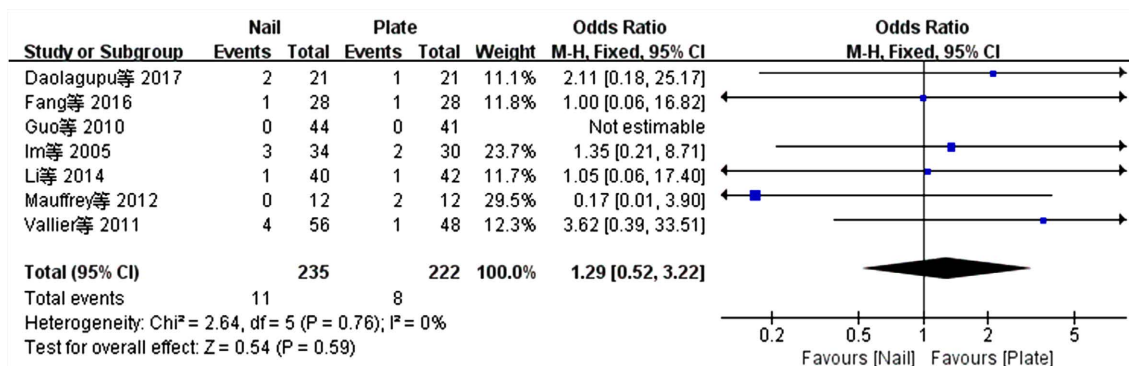 Nail Plate Odds Ratio Odds Ratio
Study or Subgroup Events Total Events Total Weight M-H, Fixed, 95% CI M-H, Fixed, 95% CI
Daolagupu等 2017 2 21 1 21 11.1% 2.11 [0.18, 25.17]
Fang等 2016 1 28 1 28 11.8% 1.00 [0.06, 16.82]
Guo等 2010 0 44 0 41 Not estimable
Im等 2005 3 34 2 30 23.7% 1.35 [0.21, 8.71]
Li等 2014 1 40 1 42 11.7% 1.05 [0.06, 17.40]
Mauffrey等 2012 0 12 2 12 29.5% 0.17 [0.01, 3.90]
Vallier等 2011 4 56 1 48 12.3% 3.62 [0.39, 33.51]
Total (95% CI) 235 222 100.0% 1.29 [0.52, 3.22]
Total events 11 8
Heterogeneity: Chi² = 2.64, df = 5 (P = 0.76); I² = 0%
Test for overall effect: Z = 0.54 (P = 0.59)
0.2 0.5 1 2 5
Favours [Nail] Favours [Plate]